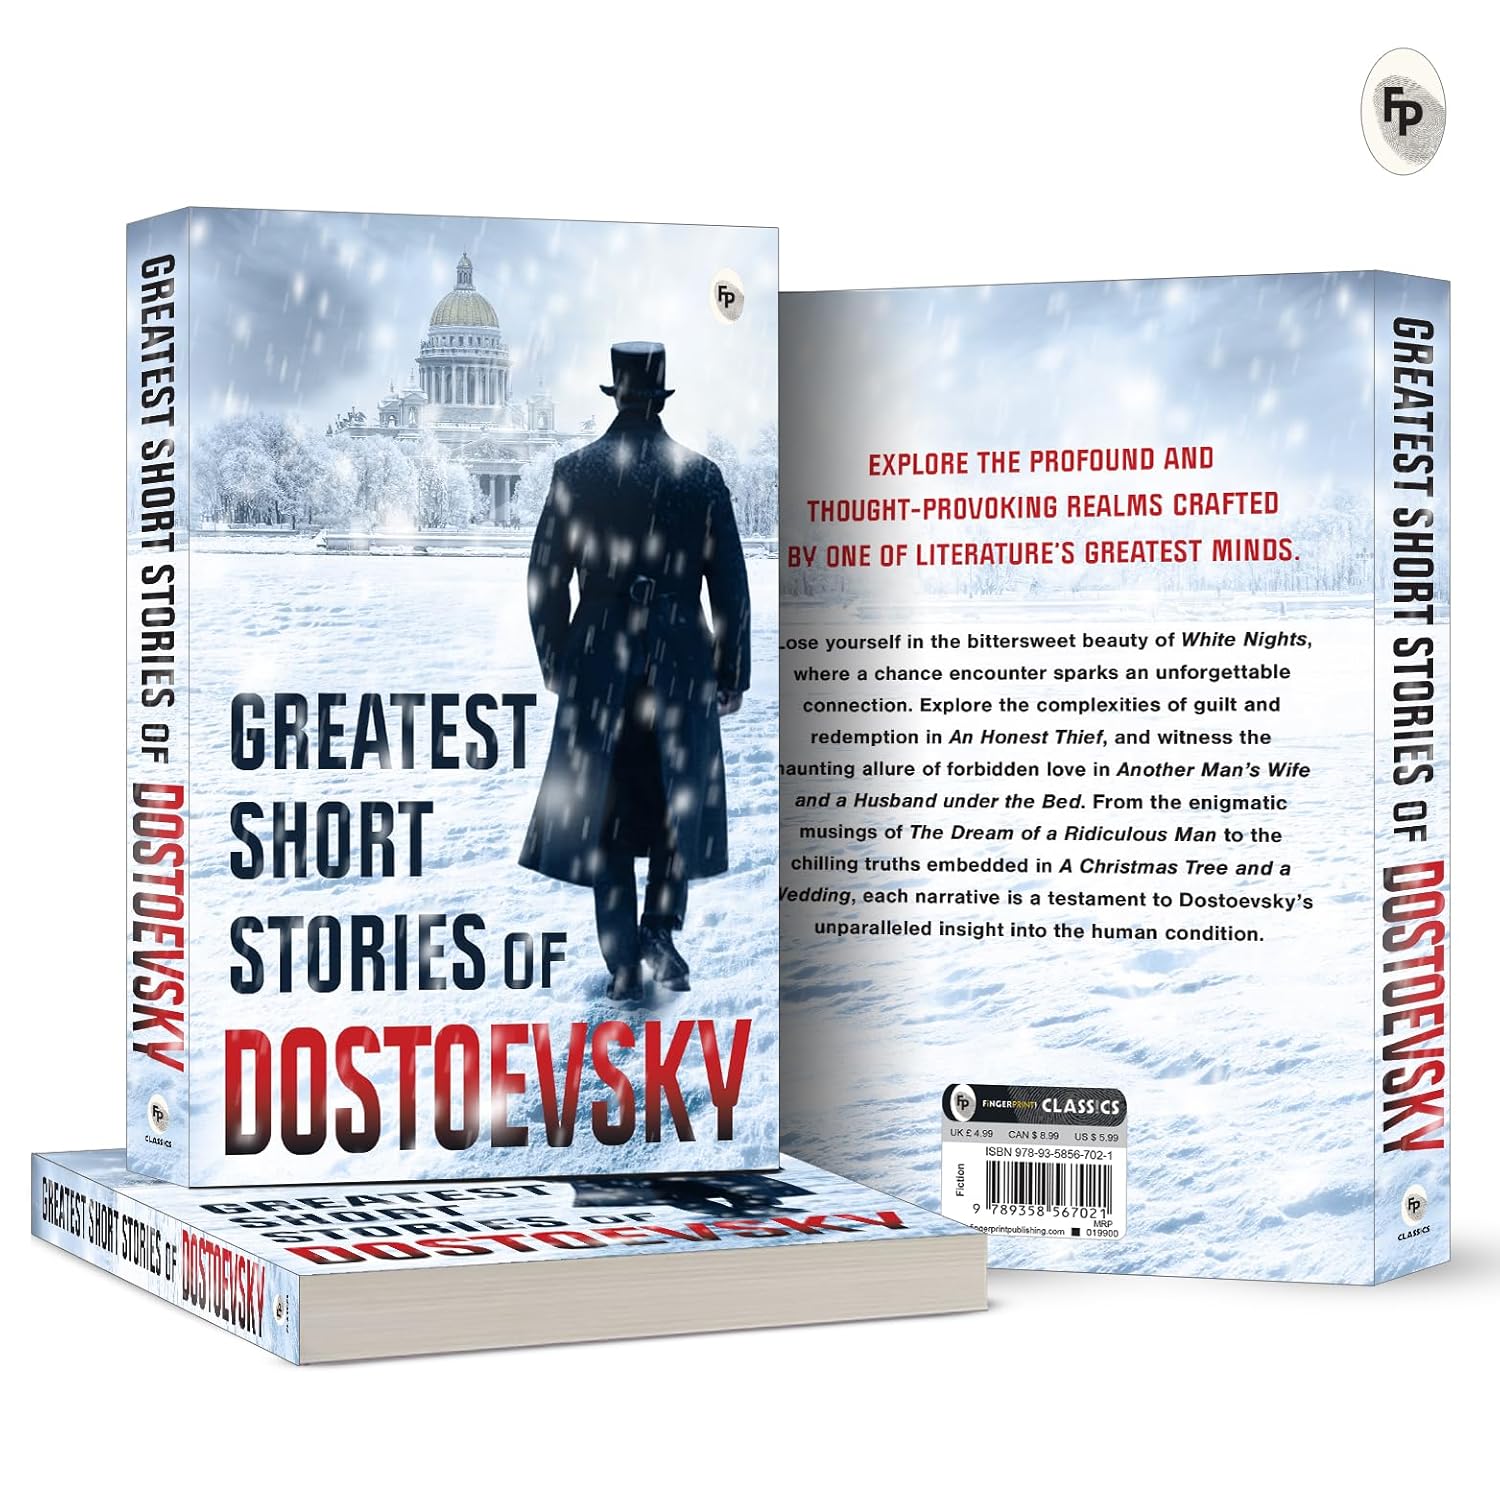 FP
GREATEST SHORT STORIES OF DOSTOEVSKY
FP
CLASSICS
FP
GREATEST
SHORT
STORIES OF
DOSTOEVSKY
EXPLORE THE PROFOUND AND
THOUGHT-PROVOKING REALMS CRAFTED
BY ONE OF LITERATURE'S GREATEST MINDS.
Lose yourself in the bittersweet beauty of White Nights,
where a chance encounter sparks an unforgettable
connection. Explore the complexities of guilt and
redemption in An Honest Thief, and witness the
haunting allure of forbidden love in Another Man's Wife
and a Husband under the Bed. From the enigmatic
musings of The Dream of a Ridiculous Man to the
chilling truths embedded in A Christmas Tree and a
Wedding, each narrative is a testament to Dostoevsky's
unparalleled insight into the human condition.
FP FiNGERPRINT! CLASS!CS
UK £ 4.99 CAN $ 8.99 US $ 5.99
ISBN 978-93-5856-702-1
Fiction
9 789358 567021
MRP
fingerprintpublishing.com 019900
GREATEST SHORT STORIES OF DOSTOEVSKY
FP
CLASSICS
GREATEST SHORT STORIES OF DOSTOEVSKY
GREATEST
SHORT
STORIES OF
DOSTOEVSKY